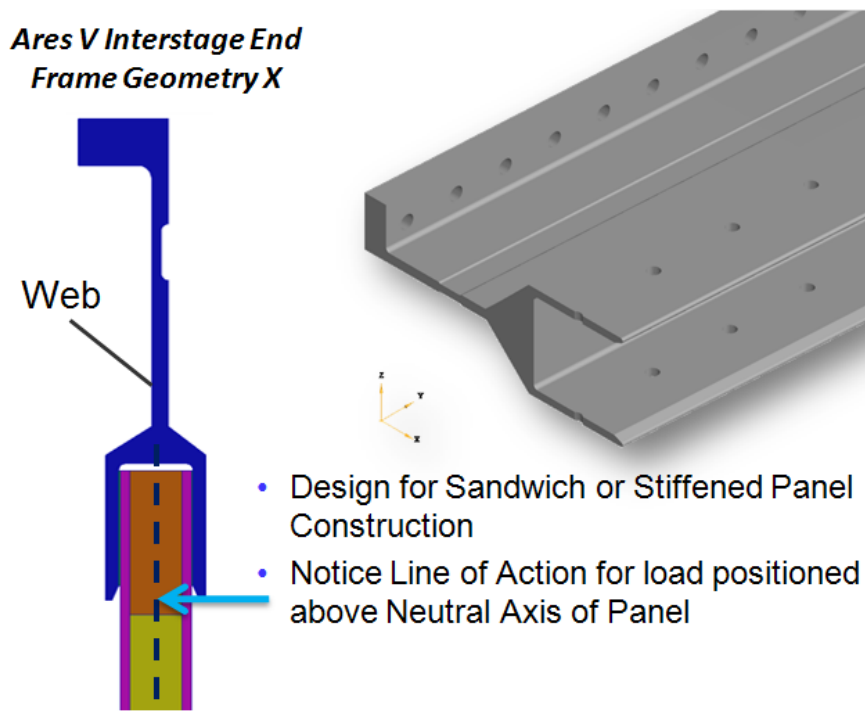 Ares V Interstage End
Frame Geometry X
Web
Z
Y
X
• Design for Sandwich or Stiffened Panel
Construction
• Notice Line of Action for load positioned
above Neutral Axis of Panel